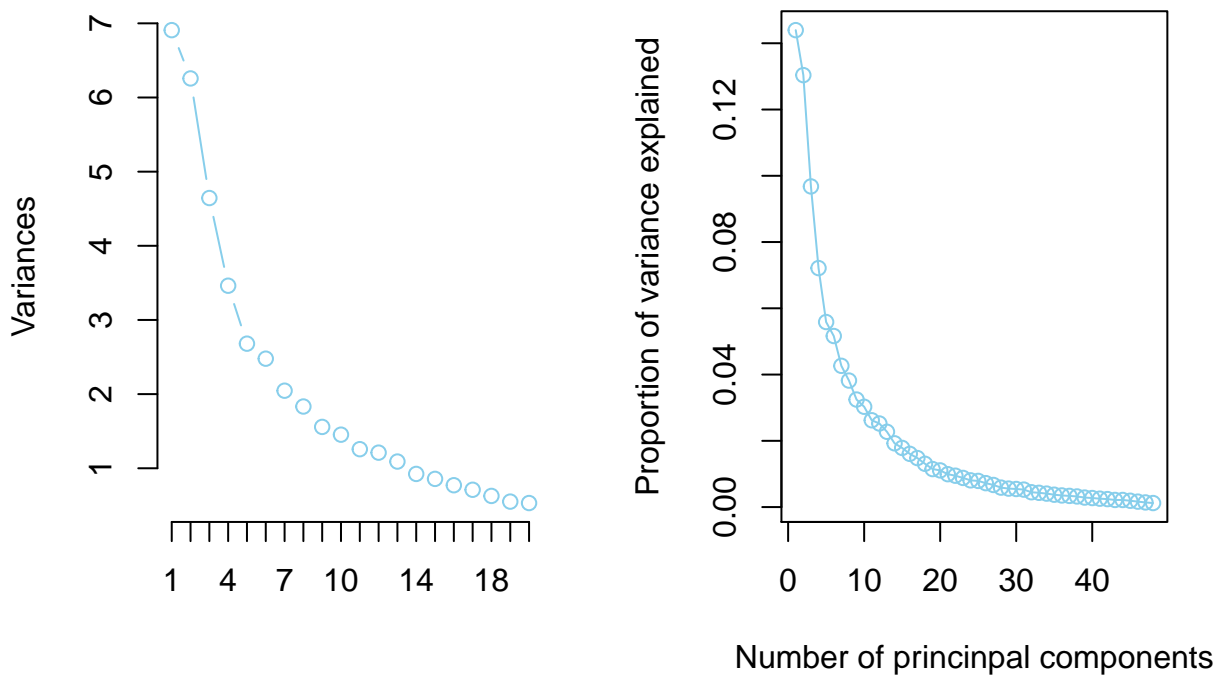 Variances
7
6
5
4
3
2
1
1 4 7 10 14 18
Proportion of variance explained
0.12
0.08
0.04
0.00
0 10 20 30 40
Number of princinpal components